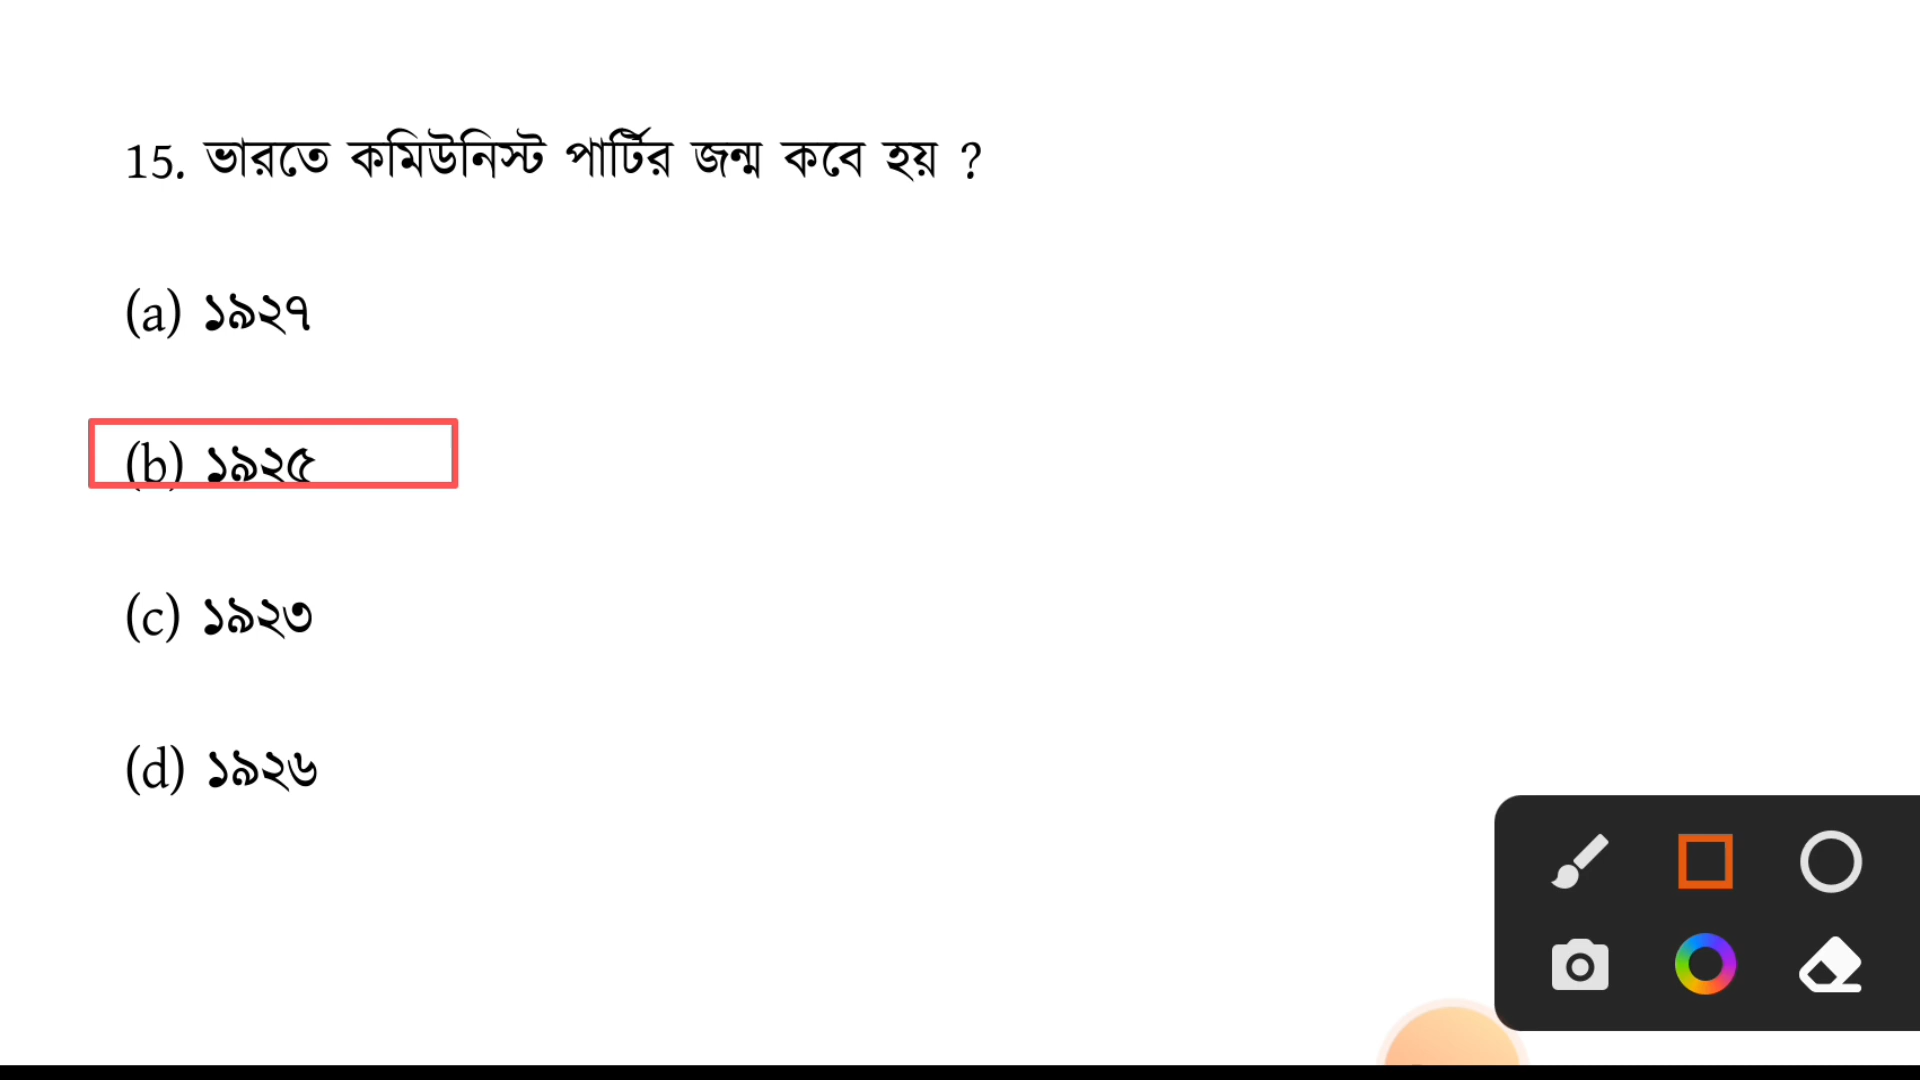 15. ভারতে কমিউনিস্ট পার্টির জন্ম কবে হয় ?
(a) ১৯২৭
(b) ১৯২৫
(c) ১৯২৩
(d) ১৯২৬